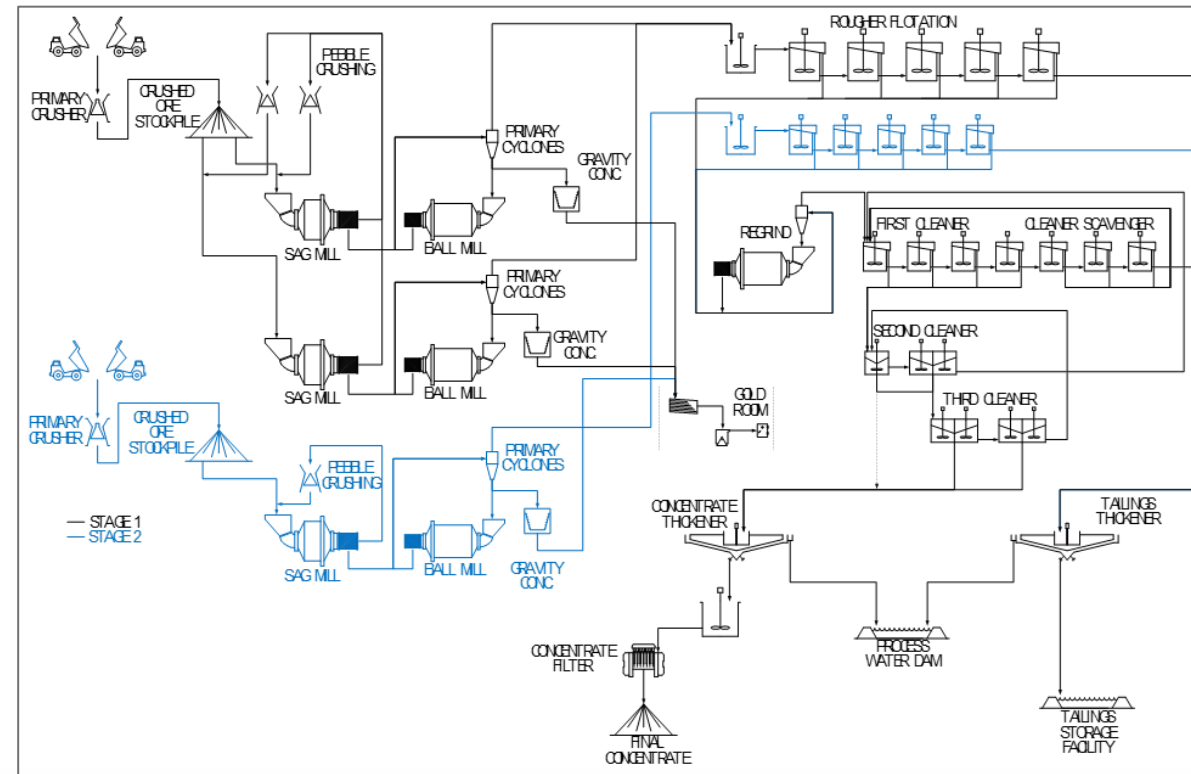 ROUGHER FLOTATION
PEBBLE
CRUSHING
PRIMARY
CRUSHER
CRUSHED
ORE
STOCKPILE
PRIMARY
CYCLONES
GRAVITY
CONC
SAG MILL
BALL MILL
REGRIND
FIRST CLEANER
CLEANER SCAVENGER
PRIMARY
CYCLONES
GRAVITY
CONC
SAG MILL
BALL MILL
SECOND CLEANER
THIRD CLEANER
GOLD
ROOM
PRIMARY
CRUSHER
CRUSHED
ORE
STOCKPILE
PEBBLE
CRUSHING
PRIMARY
CYCLONES
GRAVITY
CONC
SAG MILL
BALL MILL
STAGE 1
STAGE 2
CONCENTRATE
THICKENER
TAILINGS
THICKENER
CONCENTRATE
FILTER
PROCESS
WATER DAM
FINAL
CONCENTRATE
TAILINGS
STORAGE
FACILITY